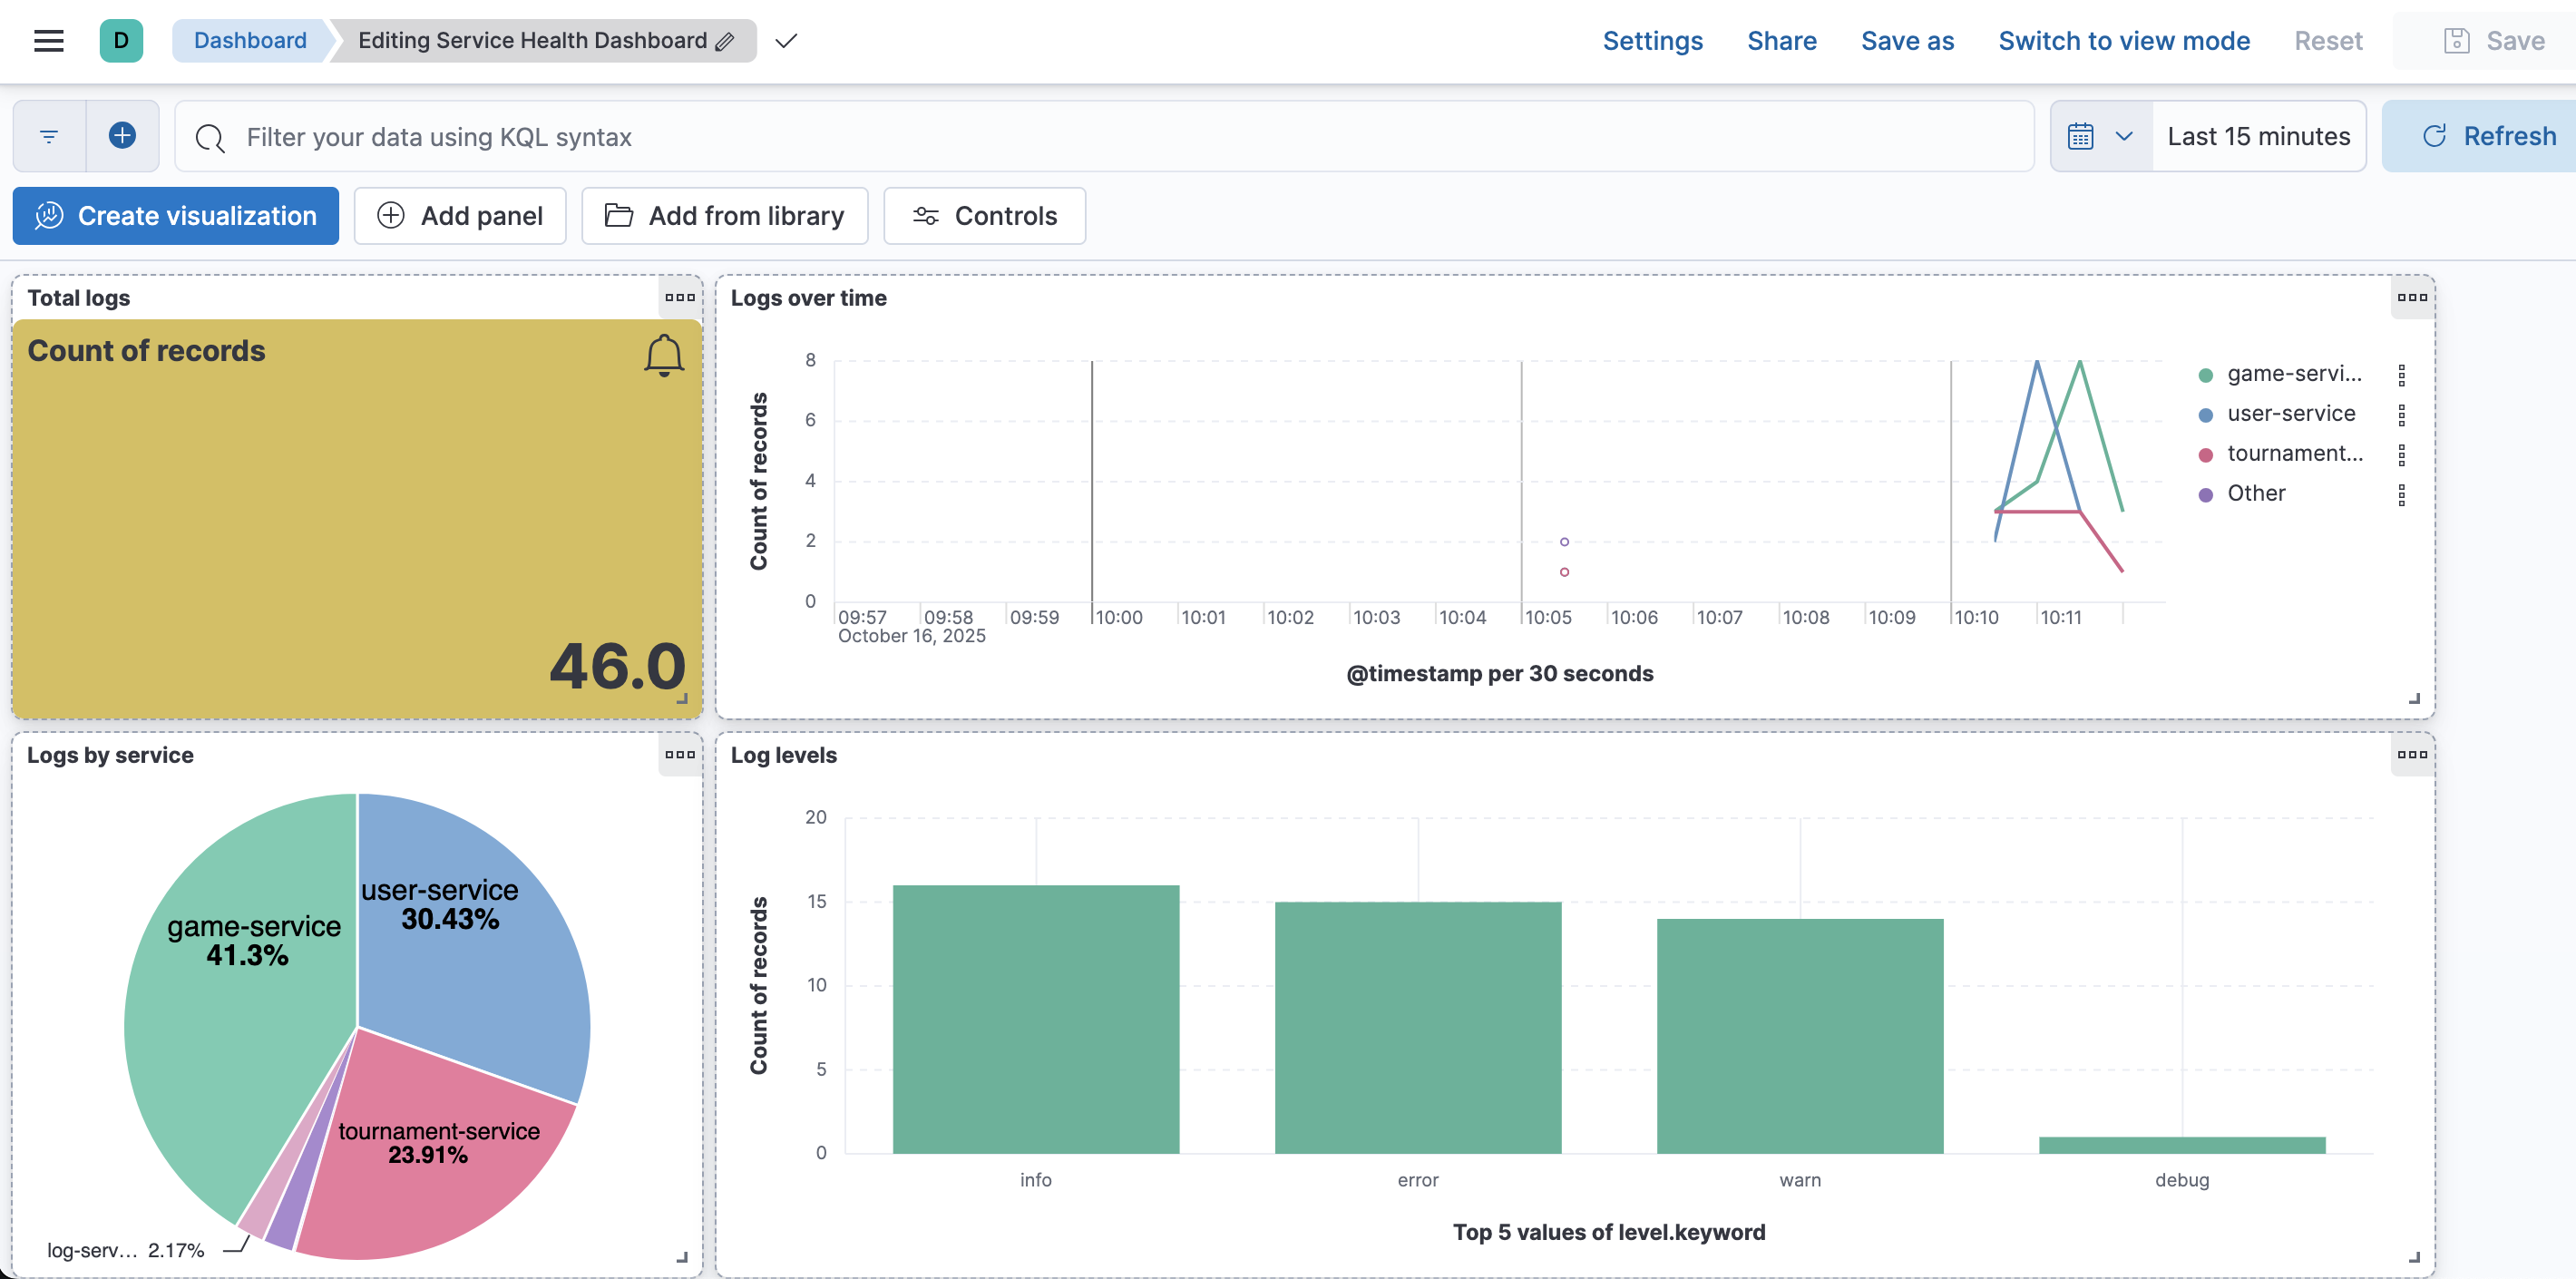 D Dashboard Editing Service Health Dashboard Settings Share Save as Switch to view mode Reset Save
Filter your data using KQL syntax Last 15 minutes Refresh
Create visualization Add panel Add from library Controls
Total logs
Count of records
46.0
Logs over time
Count of records
8
6
4
2
0
09:57 09:58 09:59 10:00 10:01 10:02 10:03 10:04 10:05 10:06 10:07 10:08 10:09 10:10 10:11
October 16, 2025
@timestamp per 30 seconds
game-servi...
user-service
tournament...
Other
Logs by service
user-service
30.43%
game-service
41.3%
tournament-service
23.91%
log-serv... 2.17%
Log levels
Count of records
20
15
10
5
0
info error warn debug
Top 5 values of level.keyword